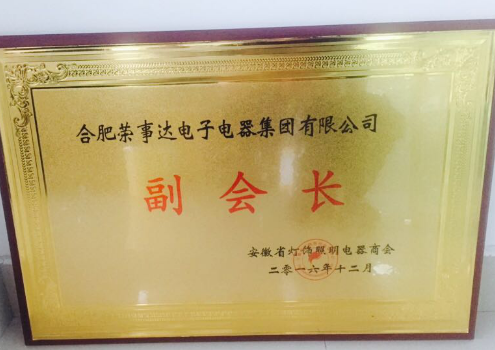 合肥荣事达电子电器集团有限公司
副会长
安徽省灯饰照明电器商会
二零一六年十二月